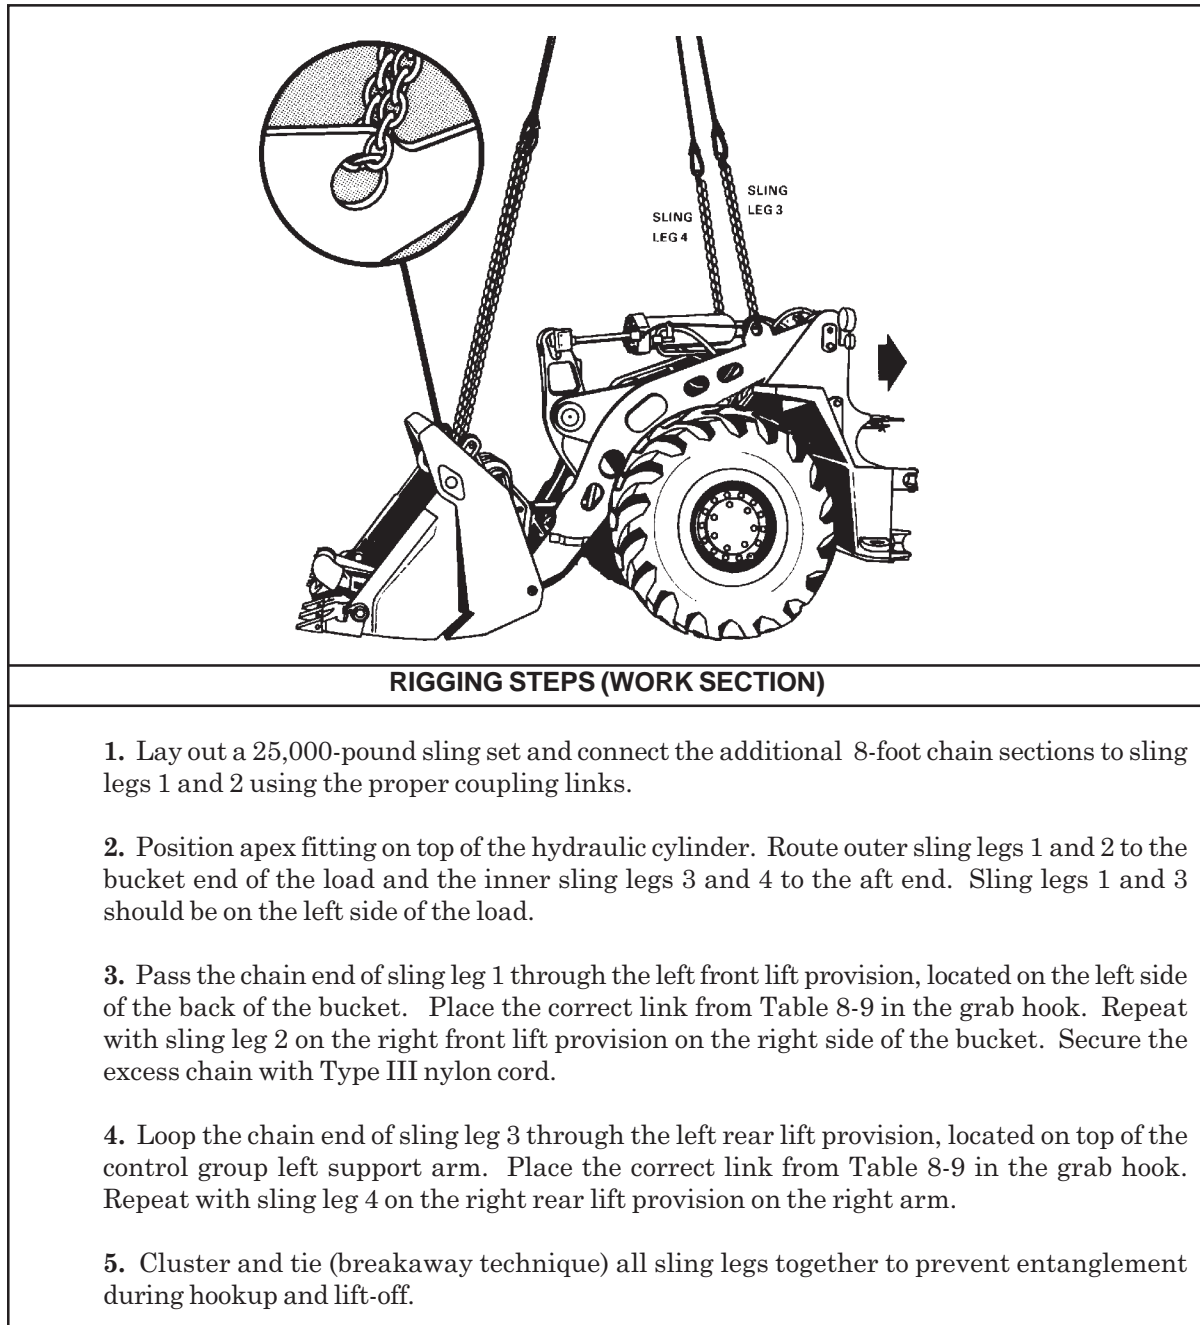 SLING
LEG 3
SLING
LEG 4
RIGGING STEPS (WORK SECTION)
1. Lay out a 25,000-pound sling set and connect the additional 8-foot chain sections to sling
legs 1 and 2 using the proper coupling links.
2. Position apex fitting on top of the hydraulic cylinder. Route outer sling legs 1 and 2 to the
bucket end of the load and the inner sling legs 3 and 4 to the aft end. Sling legs 1 and 3
should be on the left side of the load.
3. Pass the chain end of sling leg 1 through the left front lift provision, located on the left side
of the back of the bucket. Place the correct link from Table 8-9 in the grab hook. Repeat
with sling leg 2 on the right front lift provision on the right side of the bucket. Secure the
excess chain with Type III nylon cord.
4. Loop the chain end of sling leg 3 through the left rear lift provision, located on top of the
control group left support arm. Place the correct link from Table 8-9 in the grab hook.
Repeat with sling leg 4 on the right rear lift provision on the right arm.
5. Cluster and tie (breakaway technique) all sling legs together to prevent entanglement
during hookup and lift-off.